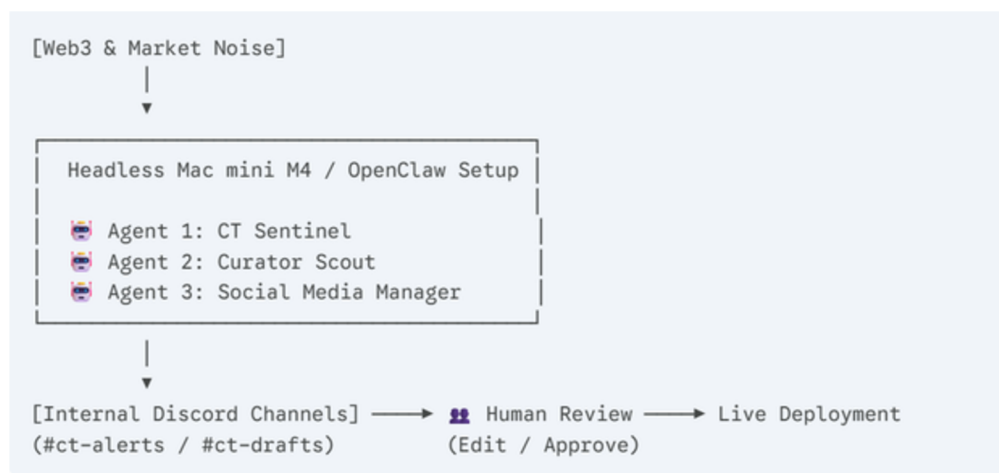 [Web3 & Market Noise]
Headless Mac mini M4 / OpenClaw Setup
Agent 1: CT Sentinel
Agent 2: Curator Scout
Agent 3: Social Media Manager
[Internal Discord Channels] Human Review Live Deployment
(#ct-alerts / #ct-drafts) (Edit / Approve)